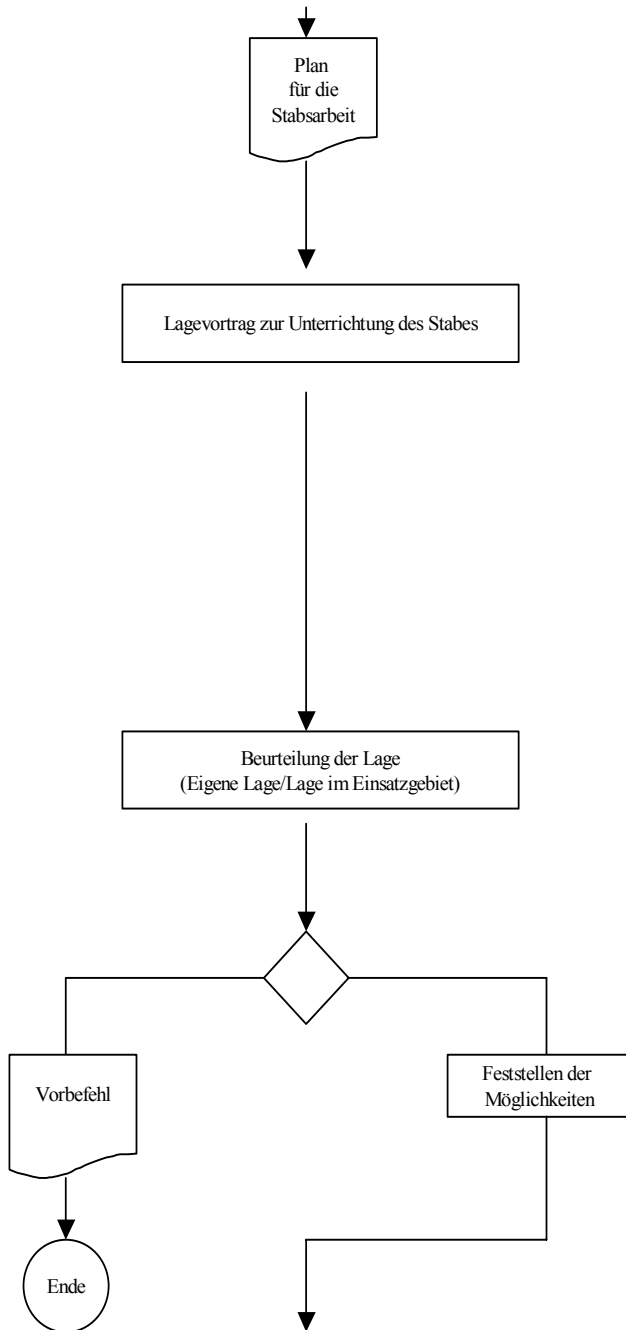 Plan
für die
Stabsarbeit
Lagevortrag zur Unterrichtung des Stabes
Beurteilung der Lage
(Eigene Lage/Lage im Einsatzgebiet)
Vorbefehl
Feststellen der
Möglichkeiten
Ende